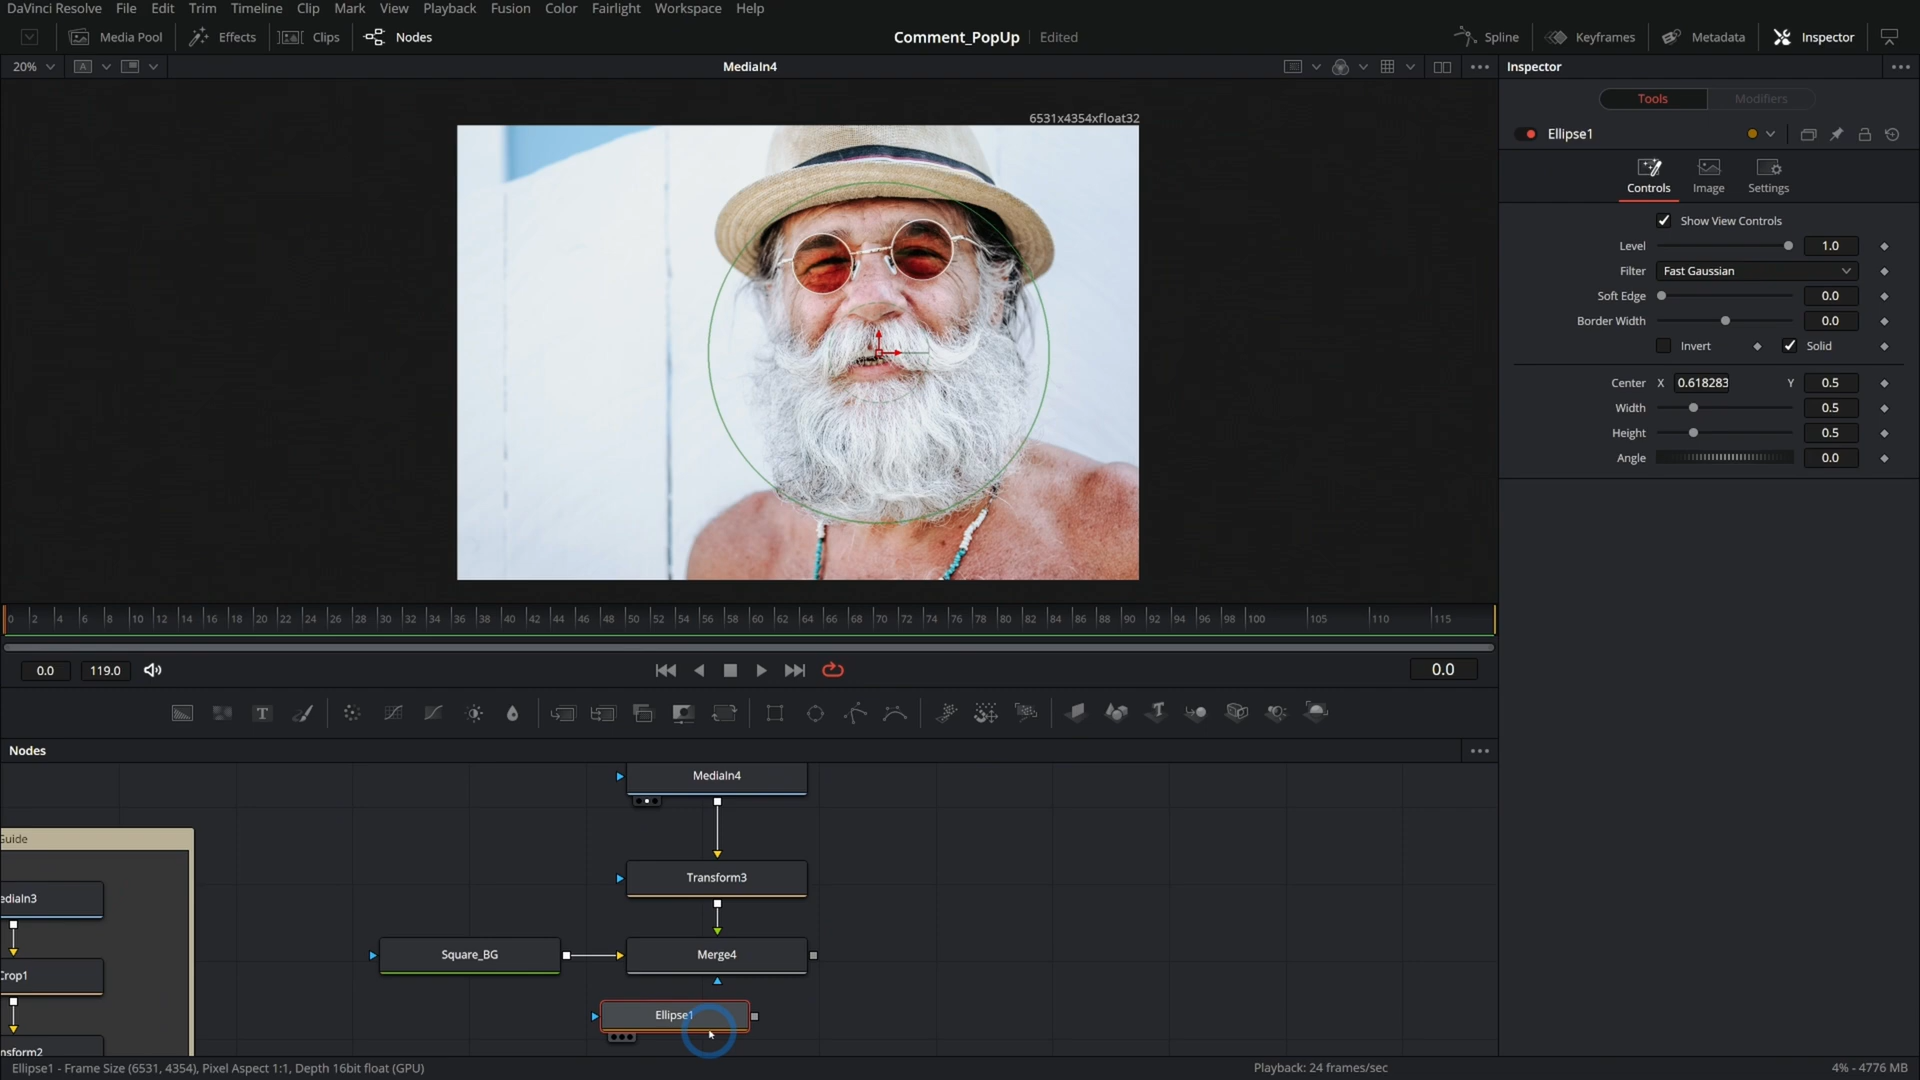 DaVinci Resolve File Edit Trim Timeline Clip Mark View Playback Fusion Color Fairlight Workspace Help
Media Pool Effects Clips Nodes Comment_PopUp Edited Spline Keyframes Metadata Inspector
20% A MediaIn4 Inspector
6531x4354xfloat32
Tools Modifiers
Ellipse1
Controls Image Settings
Show View Controls
Level 1.0
Filter Fast Gaussian
Soft Edge 0.0
Border Width 0.0
Invert Solid
Center X 0.618283 Y 0.5
Width 0.5
Height 0.5
Angle 0.0
0 2 4 6 8 10 12 14 16 18 20 22 24 26 28 30 32 34 36 38 40 42 44 46 48 50 52 54 56 58 60 62 64 66 68 70 72 74 76 78 80 82 84 86 88 90 92 94 96 98 100 105 110 115
0.0 119.0 0.0
T
Nodes
MediaIn4
Guide
Transform3
ediaIn3
Square_BG Merge4
Crop1
Ellipse1
nsform2
Ellipse1 - Frame Size (6531, 4354), Pixel Aspect 1:1, Depth 16bit float (GPU) Playback: 24 frames/sec 4% - 4776 MB